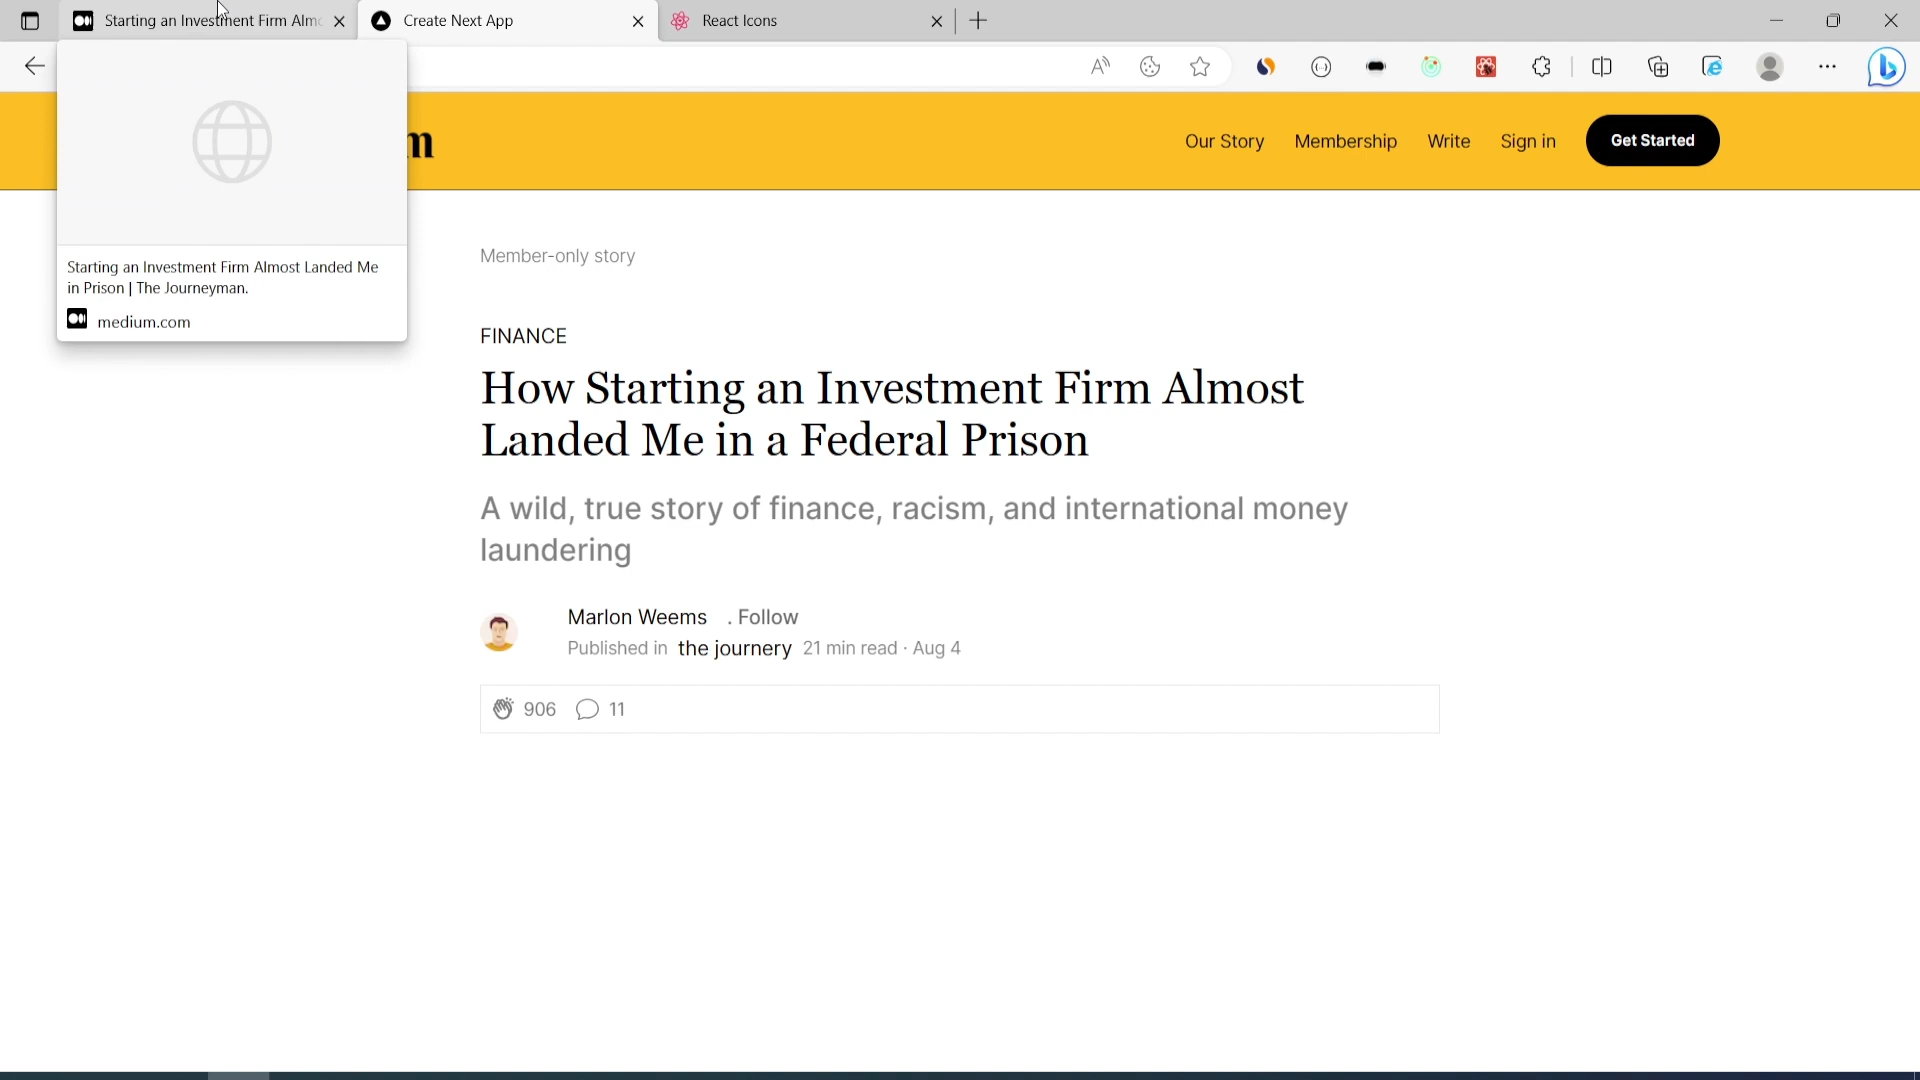 Starting an Investment Firm Almo
Create Next App
React Icons
m
Our Story
Membership
Write
Sign in
Get Started
Starting an Investment Firm Almost Landed Me
in Prison | The Journeyman.
medium.com
Member-only story
FINANCE
How Starting an Investment Firm Almost
Landed Me in a Federal Prison
A wild, true story of finance, racism, and international money
laundering
Marlon Weems . Follow
Published in the journery 21 min read · Aug 4
906 11